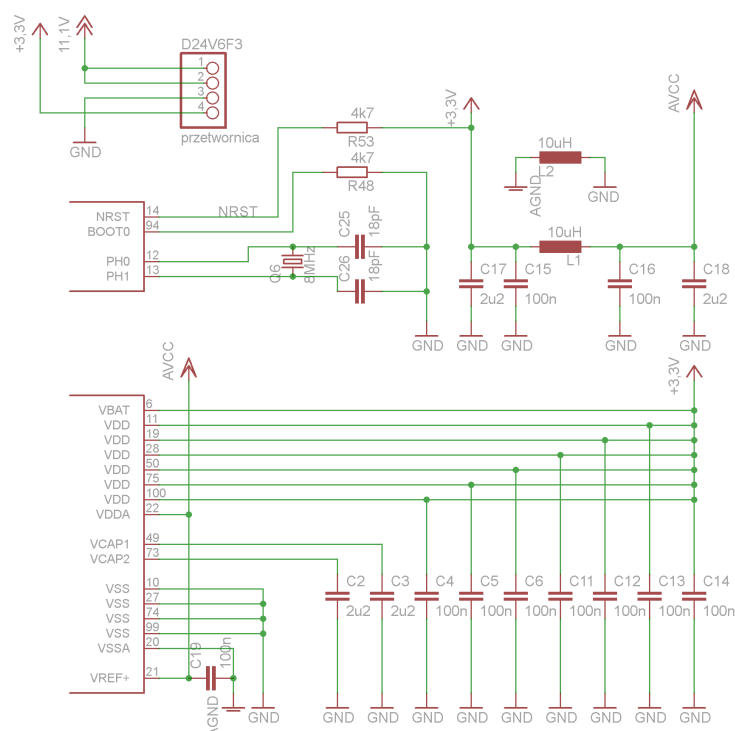 +3,3V
11,1V
D24V6F3
1
2
3
4
przetwornica
GND
4k7
R53
4k7
R48
+3,3V
AVCC
10uH
L2
AGND
GND
NRST 14 NRST
BOOT0 94
PH0 12
PH1 13
Q6
8MHz
C25
18pF
C26
18pF
10uH
L1
C17
2u2
C15
100n
C16
100n
C18
2u2
GND GND GND GND GND
AVCC
+3,3V
VBAT 6
VDD 11
VDD 19
VDD 28
VDD 50
VDD 75
VDD 100
VDDA 22
VCAP1 49
VCAP2 73
VSS 10
VSS 27
VSS 74
VSS 99
VSSA 20
VREF+ 21
C19
100n
C2 C3 C4 C5 C6 C11 C12 C13 C14
2u2 2u2 100n 100n 100n 100n 100n 100n 100n
AGND GND GND GND GND GND GND GND GND GND GND